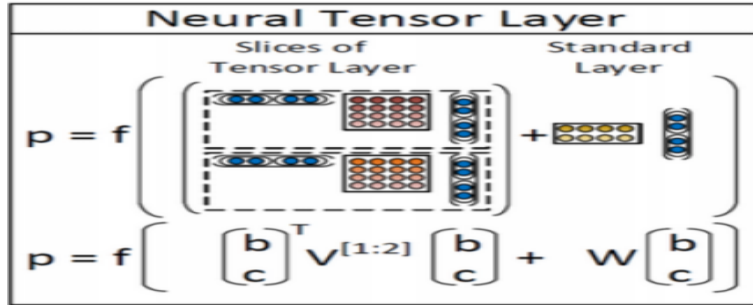 Neural Tensor Layer
Slices of Standard
Tensor Layer Layer
p = f ( ( ) + )
p = f ( (b c)^T V^[1:2] (b c) + W (b c) )